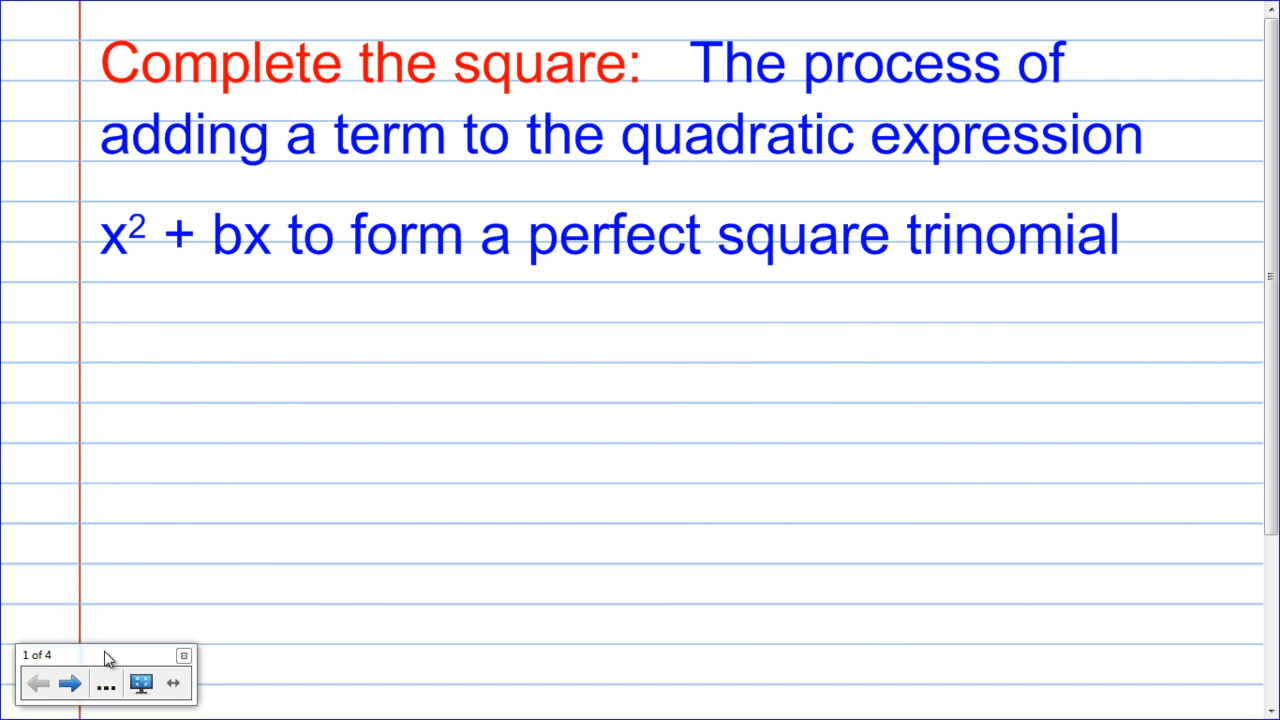 Complete the square: The process of
adding a term to the quadratic expression
x² + bx to form a perfect square trinomial
1 of 4